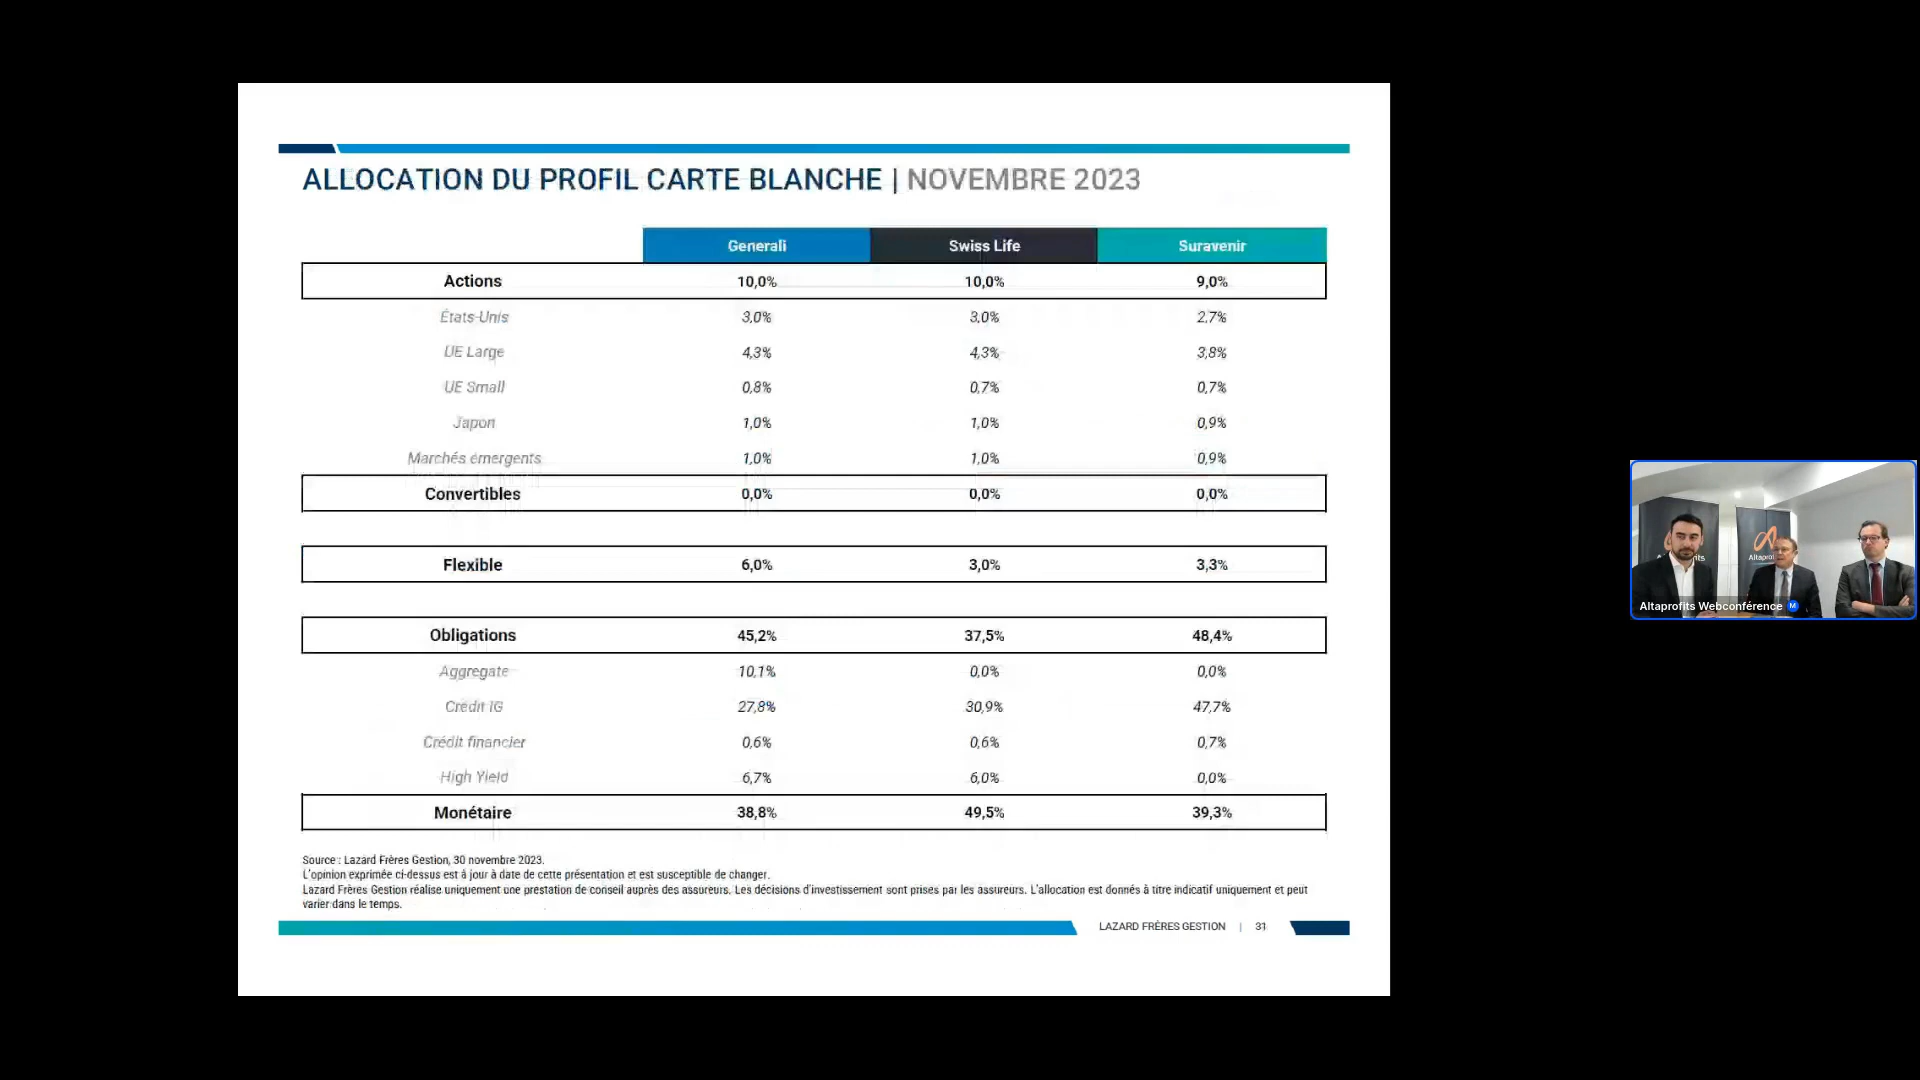 ALLOCATION DU PROFIL CARTE BLANCHE | NOVEMBRE 2023
Generali Swiss Life Suravenir
Actions 10,0% 10,0% 9,0%
États-Unis 3,0% 3,0% 2,7%
UE Large 4,3% 4,3% 3,8%
UE Small 0,8% 0,7% 0,7%
Japon 1,0% 1,0% 0,9%
Marchés émergents 1,0% 1,0% 0,9%
Convertibles 0,0% 0,0% 0,0%
Flexible 6,0% 3,0% 3,3%
Obligations 45,2% 37,5% 48,4%
Aggregate 10,1% 0,0% 0,0%
Crédit IG 27,8% 30,9% 47,7%
Crédit financier 0,6% 0,6% 0,7%
High Yield 6,7% 6,0% 0,0%
Monétaire 38,8% 49,5% 39,3%
Source : Lazard Frères Gestion, 30 novembre 2023.
L'opinion exprimée ci-dessus est à jour à date de cette présentation et est susceptible de changer.
Lazard Frères Gestion réalise uniquement une prestation de conseil auprès des assureurs. Les décisions d'investissement sont prises par les assureurs. L'allocation est donnés à titre indicatif uniquement et peut
varier dans le temps.
LAZARD FRÈRES GESTION | 31
Altaprofits Webconférence M